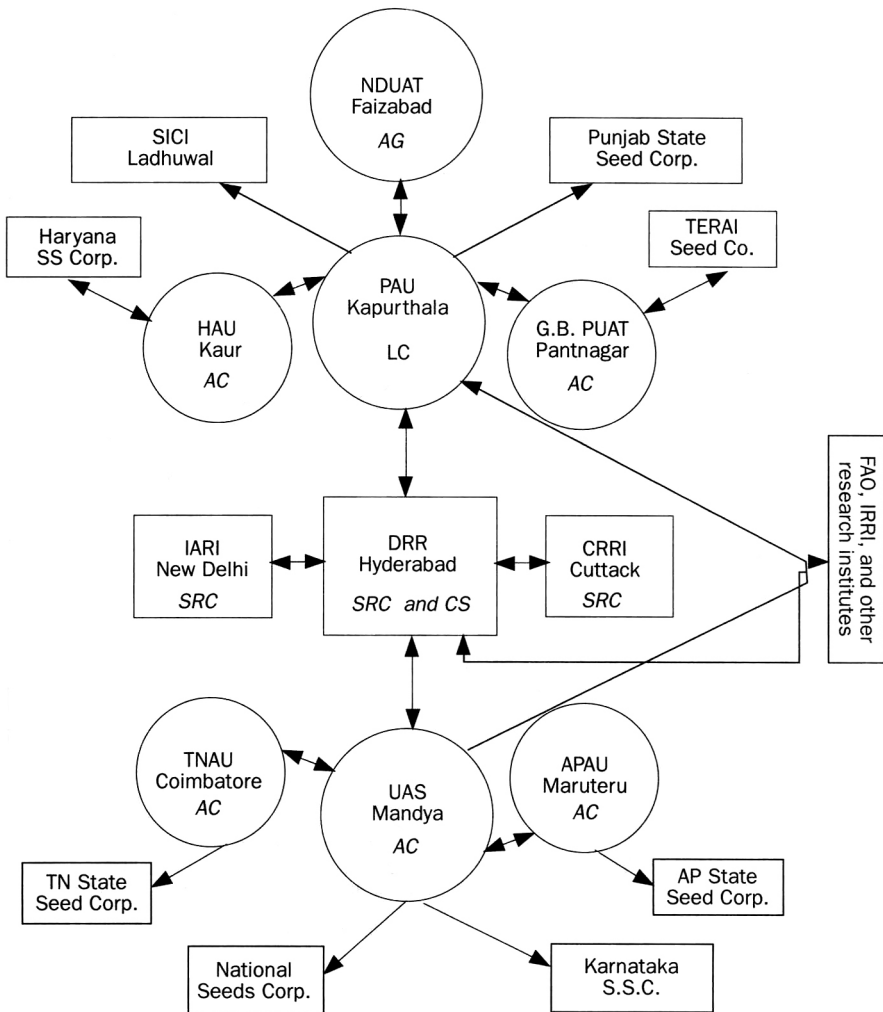 NDUAT
Faizabad
AG
SICI
Ladhuwal
Punjab State
Seed Corp.
Haryana
SS Corp.
TERAI
Seed Co.
PAU
Kapurthala
LC
HAU
Kaur
AC
G.B. PUAT
Pantnagar
AC
FAO, IRRI, and other
research institutes
IARI
New Delhi
SRC
DRR
Hyderabad
SRC and CS
CRRI
Cuttack
SRC
TNAU
Coimbatore
AC
UAS
Mandya
AC
APAU
Maruteru
AC
TN State
Seed Corp.
AP State
Seed Corp.
National
Seeds Corp.
Karnataka
S.S.C.